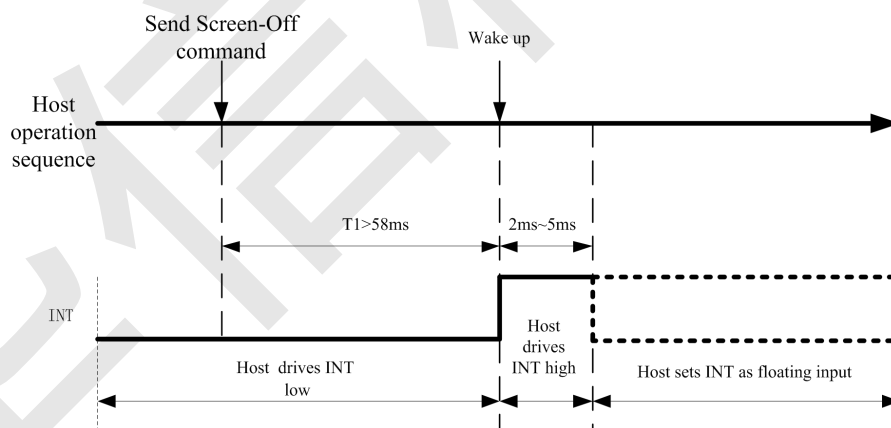 Send Screen-Off
command
Wake up
Host
operation
sequence
T1>58ms
2ms~5ms
INT
Host drives INT
low
Host
drives
INT high
Host sets INT as floating input